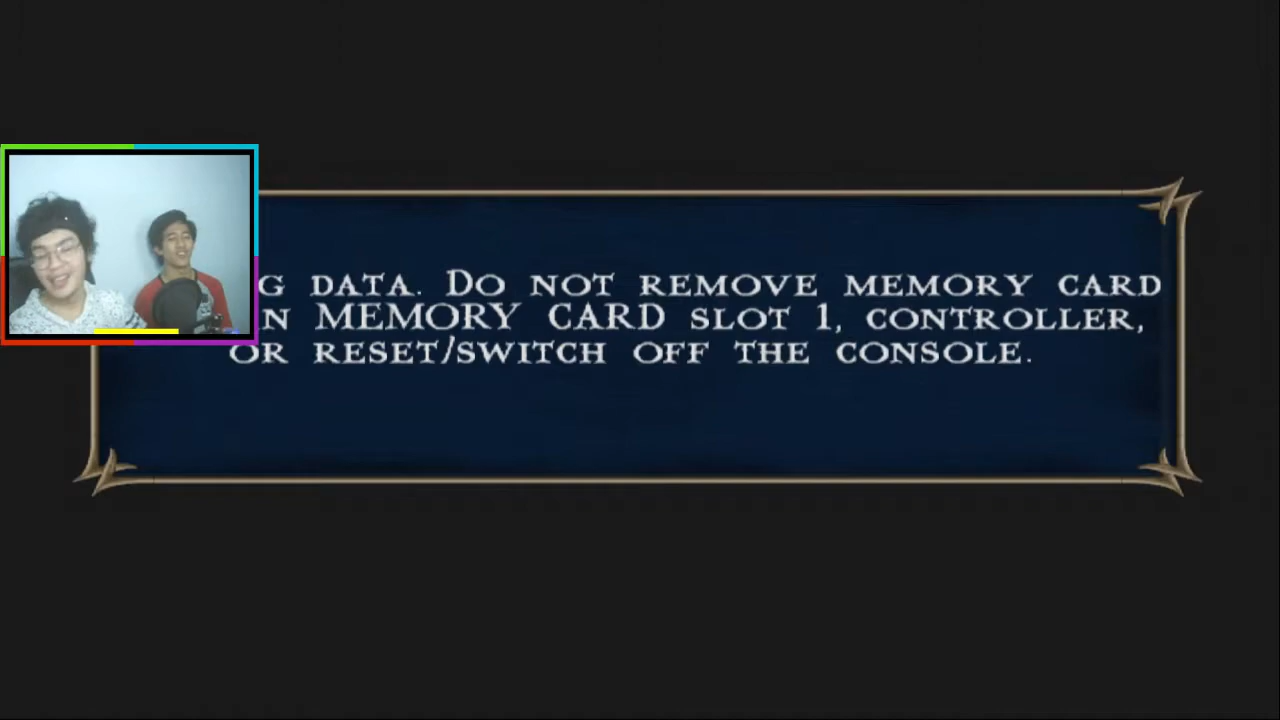 DATA. DO NOT REMOVE MEMORY CARD
MEMORY CARD SLOT 1, CONTROLLER,
OR RESET/SWITCH OFF THE CONSOLE.